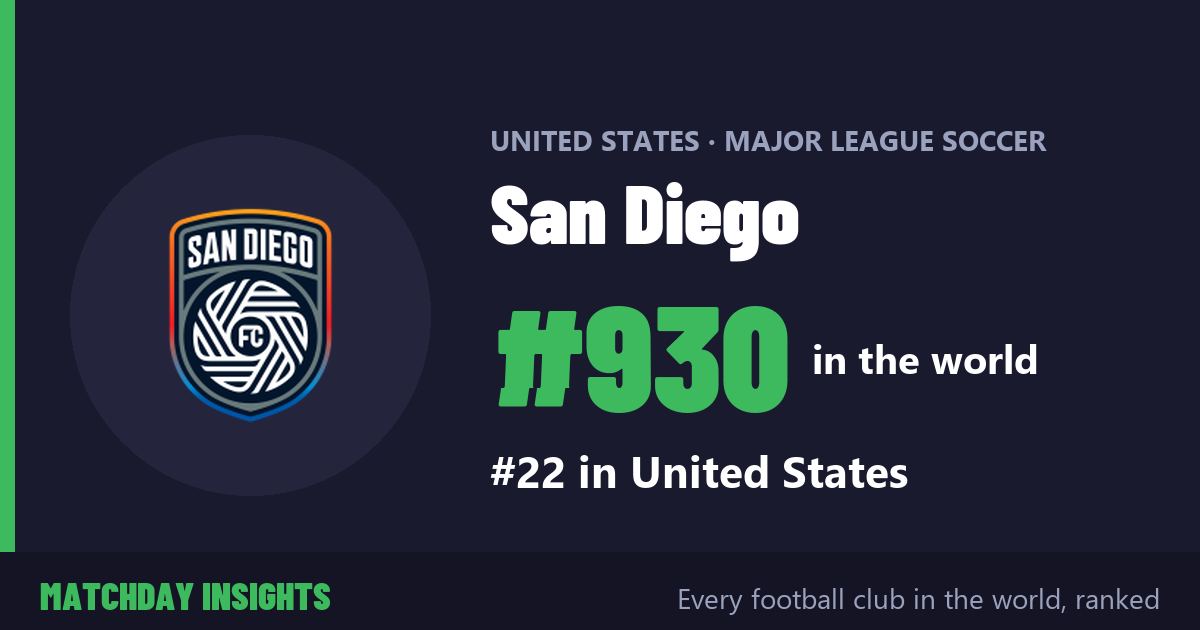 SAN DIEGO
FC
UNITED STATES · MAJOR LEAGUE SOCCER
San Diego
#930 in the world
#22 in United States
MATCHDAY INSIGHTS
Every football club in the world, ranked